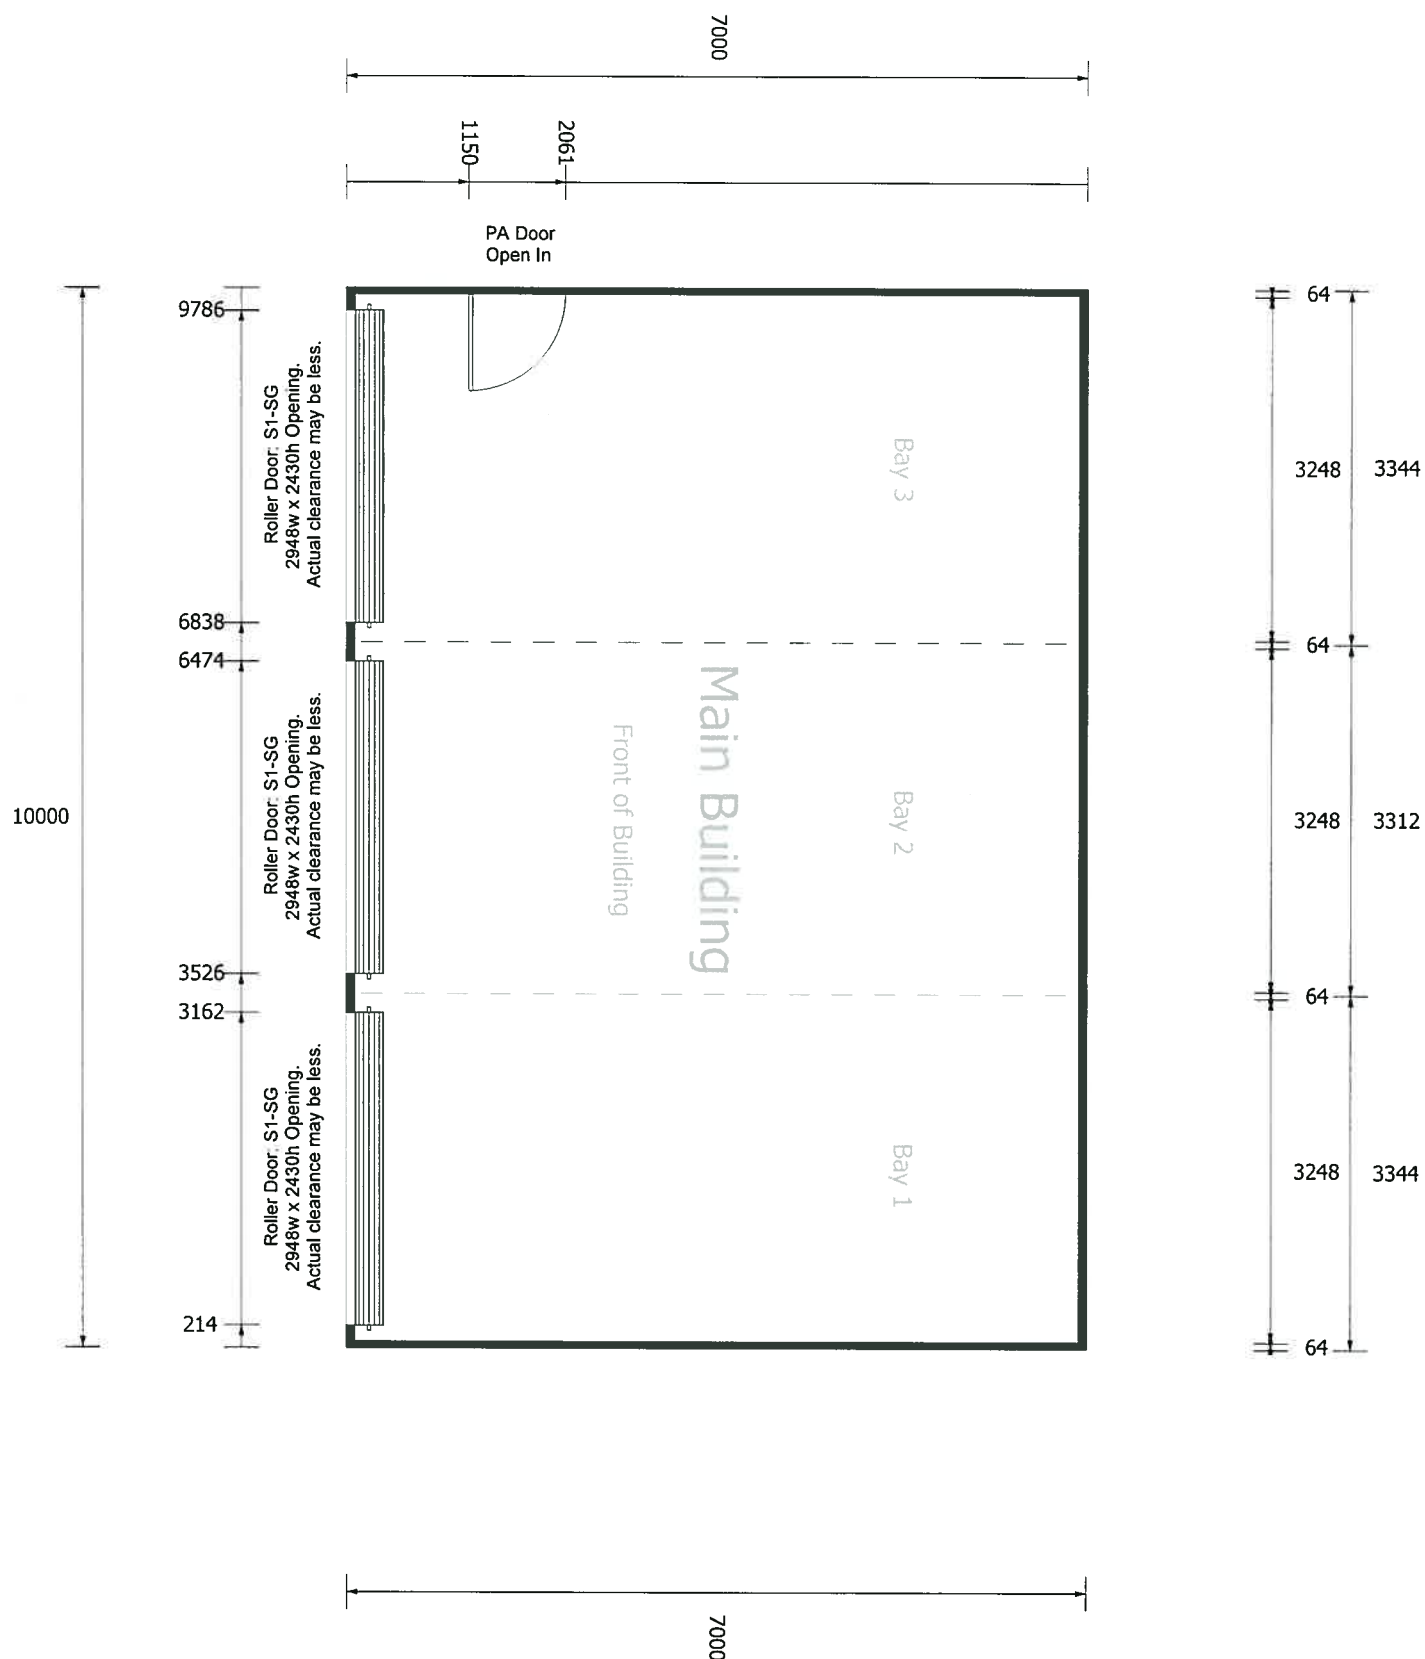 7000
1150
2061
PA Door
Open In
9786
6838
6474
3526
3162
214
10000
Roller Door: S1-SG
2948w x 2430h Opening.
Actual clearance may be less.
Roller Door: S1-SG
2948w x 2430h Opening.
Actual clearance may be less.
Roller Door: S1-SG
2948w x 2430h Opening.
Actual clearance may be less.
Bay 3
Main Building
Front of Building
Bay 2
Bay 1
64
3248
3344
64
3248
3312
64
3248
3344
64
7000